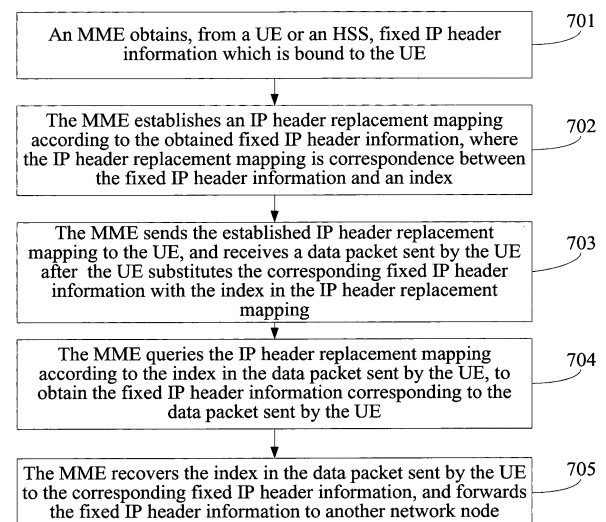 An MME obtains, from a UE or an HSS, fixed IP header
information which is bound to the UE
701
The MME establishes an IP header replacement mapping
according to the obtained fixed IP header information, where
the IP header replacement mapping is correspondence between
the fixed IP header information and an index
702
The MME sends the established IP header replacement
mapping to the UE, and receives a data packet sent by the UE
after the UE substitutes the corresponding fixed IP header
information with the index in the IP header replacement
mapping
703
The MME queries the IP header replacement mapping
according to the index in the data packet sent by the UE, to
obtain the fixed IP header information corresponding to the
data packet sent by the UE
704
The MME recovers the index in the data packet sent by the UE
to the corresponding fixed IP header information, and forwards
the fixed IP header information to another network node
705